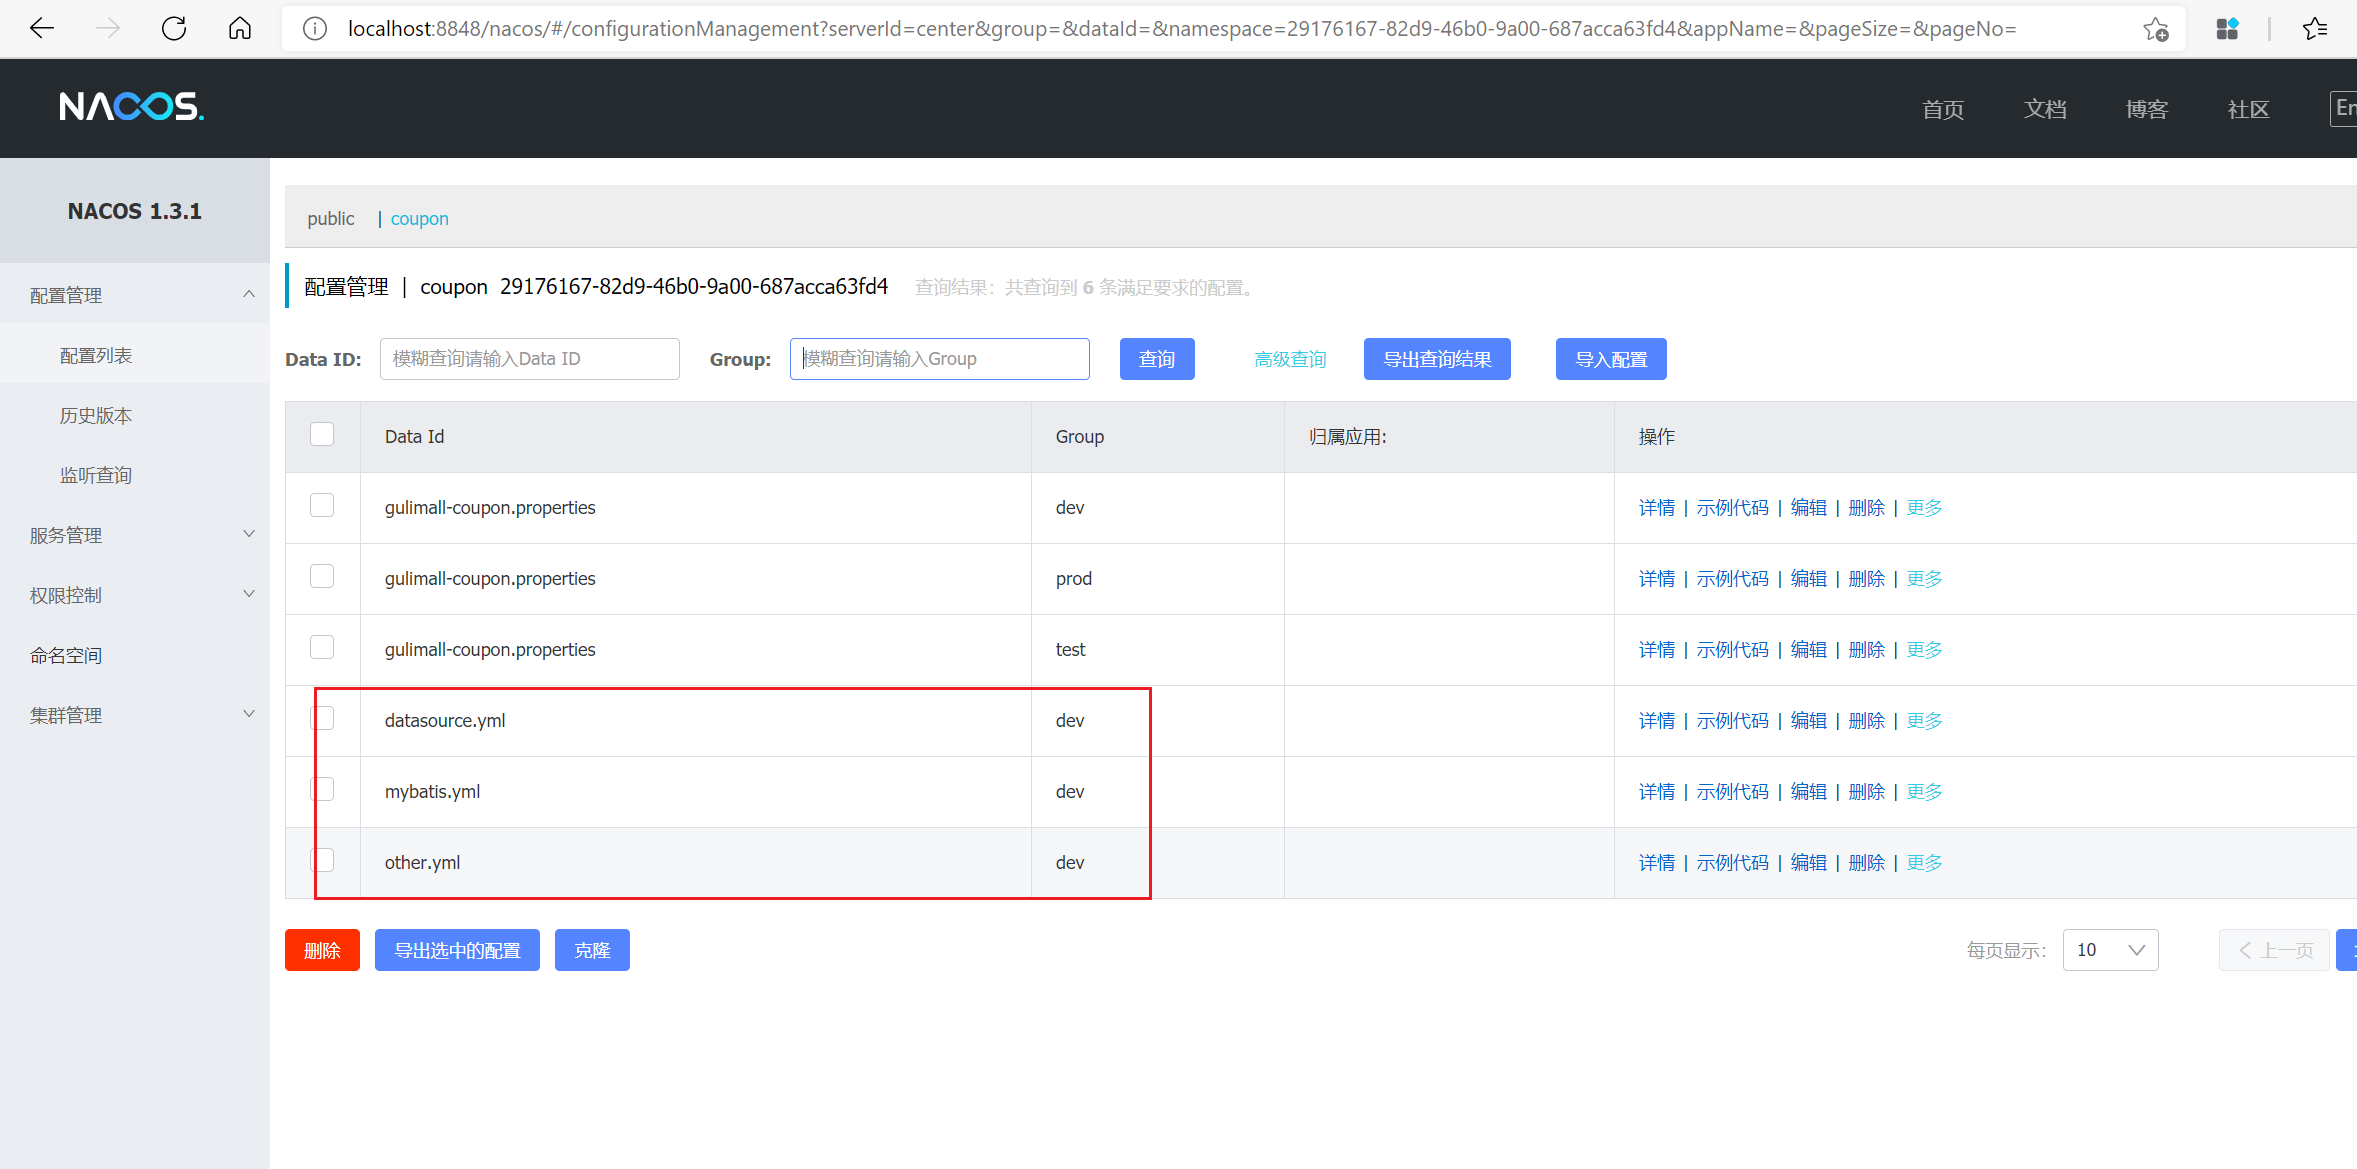 localhost:8848/nacos/#/configurationManagement?serverId=center&group=&dataId=&namespace=29176167-82d9-46b0-9a00-687acca63fd4&appName=&pageSize=&pageNo=
NACOS.
首页 文档 博客 社区 En
NACOS 1.3.1
配置管理
配置列表
历史版本
监听查询
服务管理
权限控制
命名空间
集群管理
public | coupon
配置管理 | coupon 29176167-82d9-46b0-9a00-687acca63fd4 查询结果：共查询到 6 条满足要求的配置。
Data ID: 模糊查询请输入Data ID Group: 模糊查询请输入Group 查询 高级查询 导出查询结果 导入配置
Data Id Group 归属应用: 操作
gulimall-coupon.properties dev 详情 | 示例代码 | 编辑 | 删除 | 更多
gulimall-coupon.properties prod 详情 | 示例代码 | 编辑 | 删除 | 更多
gulimall-coupon.properties test 详情 | 示例代码 | 编辑 | 删除 | 更多
datasource.yml dev 详情 | 示例代码 | 编辑 | 删除 | 更多
mybatis.yml dev 详情 | 示例代码 | 编辑 | 删除 | 更多
other.yml dev 详情 | 示例代码 | 编辑 | 删除 | 更多
删除 导出选中的配置 克隆 每页显示: 10 上一页